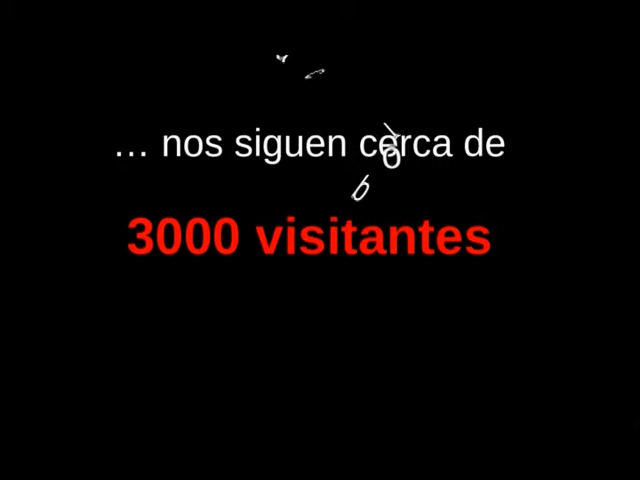 … nos siguen cerca de
3000 visitantes